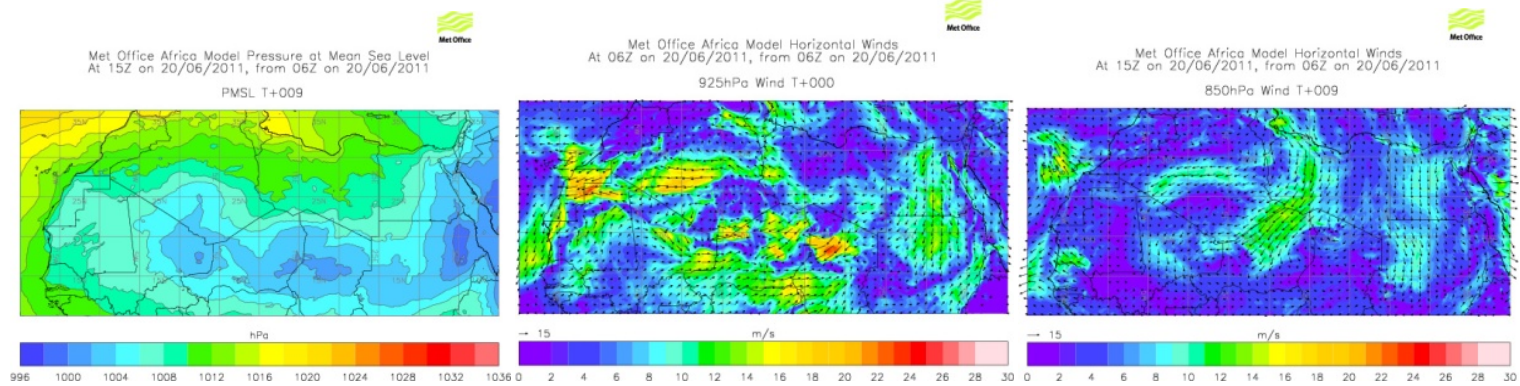 Met Office
Met Office Africa Model Pressure at Mean Sea Level
At 15Z on 20/06/2011, from 06Z on 20/06/2011
PMSL T+009
hPa
996 1000 1004 1008 1012 1016 1020 1024 1028 1032 1036
Met Office
Met Office Africa Model Horizontal Winds
At 06Z on 20/06/2011, from 06Z on 20/06/2011
925hPa Wind T+000
→ 15
m/s
0 2 4 6 8 10 12 14 16 18 20 22 24 26 28 30
Met Office
Met Office Africa Model Horizontal Winds
At 15Z on 20/06/2011, from 06Z on 20/06/2011
850hPa Wind T+009
→ 15
m/s
0 2 4 6 8 10 12 14 16 18 20 22 24 26 28 30